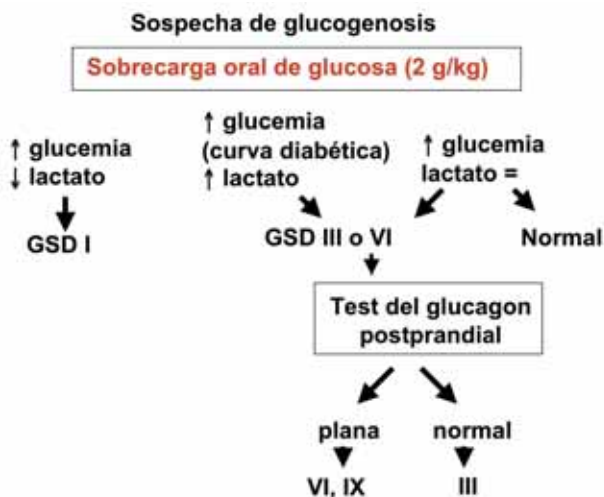 Sospecha de glucogenosis
Sobrecarga oral de glucosa (2 g/kg)
↑ glucemia
↓ lactato
↑ glucemia
(curva diabética)
↑ lactato
↑ glucemia
lactato =
GSD I
GSD III o VI
Normal
Test del glucagon
postprandial
plana
normal
VI, IX
III